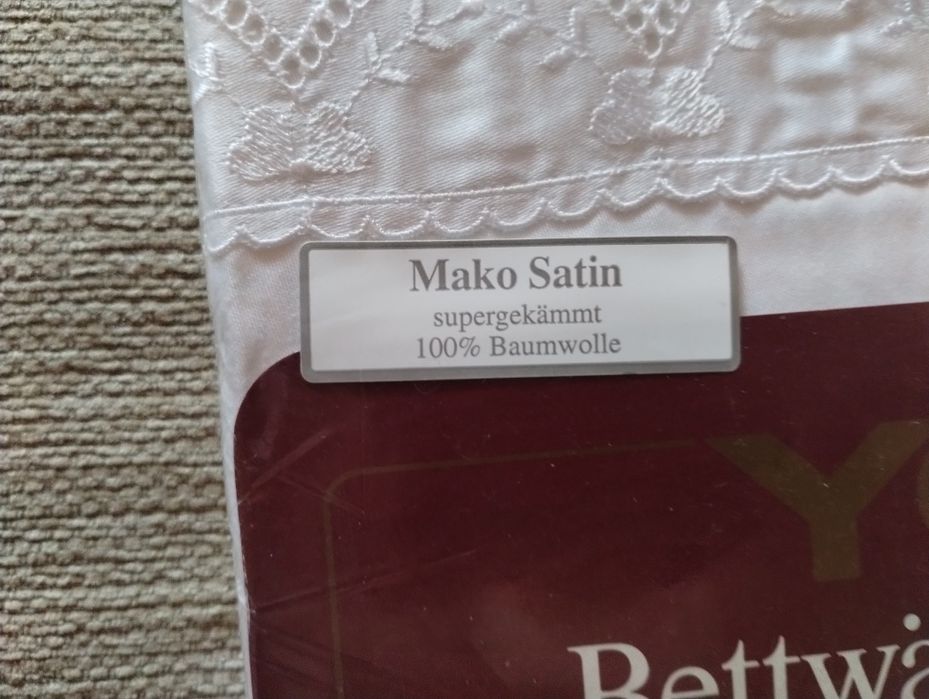 Mako Satin
supergekämmt
100% Baumwolle